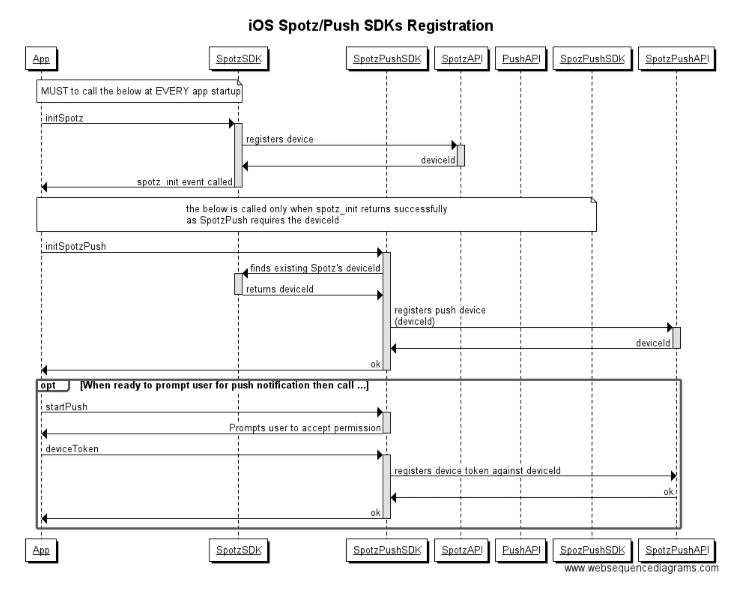 iOS Spotz/Push SDKs Registration
App SpotzSDK SpotzPushSDK SpotzAPI PushAPI SpozPushSDK SpotzPushAPI
MUST to call the below at EVERY app startup
initSpotz
registers device
deviceId
spotz_init event called
the below is called only when spotz_init returns successfully
as SpotzPush requires the deviceId
initSpotzPush
finds existing Spotz's deviceId
returns deviceId
registers push device
(deviceId)
deviceId
ok
opt [When ready to prompt user for push notification then call ...]
startPush
Prompts user to accept permission
deviceToken
registers device token against deviceId
ok
ok
App SpotzSDK SpotzPushSDK SpotzAPI PushAPI SpozPushSDK SpotzPushAPI
www.websequencediagrams.com